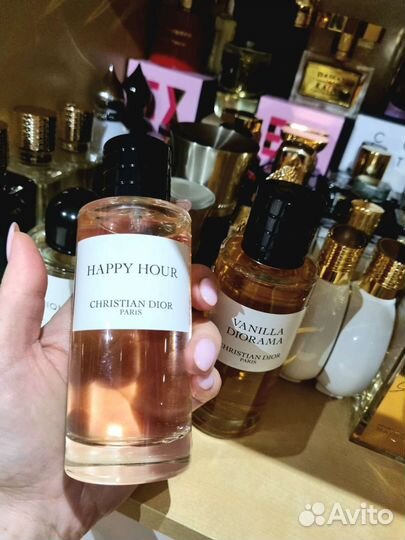 HAPPY HOUR
CHRISTIAN DIOR
PARIS
VANILLA
DIORAMA
CHRISTIAN DIOR
PARIS
Avito